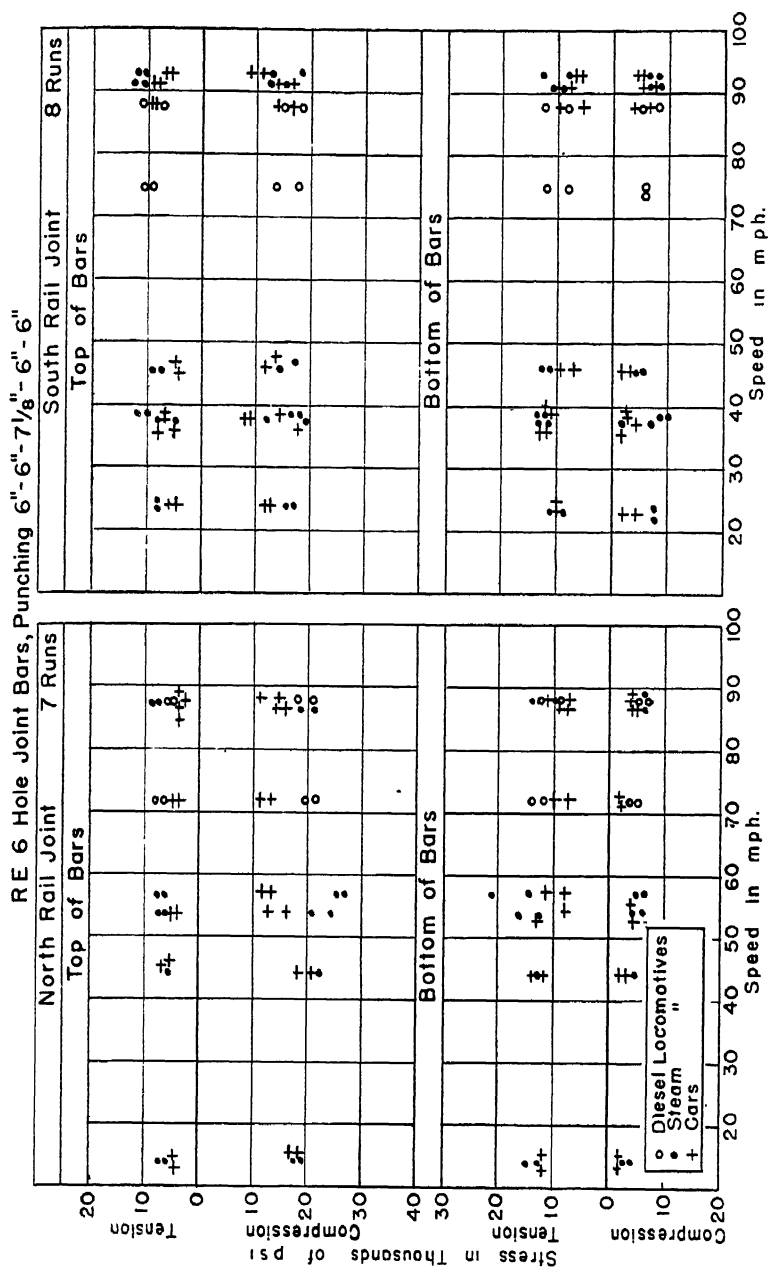 RE 6 Hole Joint Bars, Punching 6"-6"-7 1/8"-6"-6"
North Rail Joint 7 Runs
Top of Bars
South Rail Joint 8 Runs
Top of Bars
20
10
0
10
20
30
40
Tension
Compression
Bottom of Bars
Bottom of Bars
30
20
10
0
10
20
Tension
Compression
Stress in Thousands of psi
o Diesel Locomotives
• Steam "
+ Cars
20 30 40 50 60 70 80 90 100
Speed in mph.
20 30 40 50 60 70 80 90 100
Speed in mph.